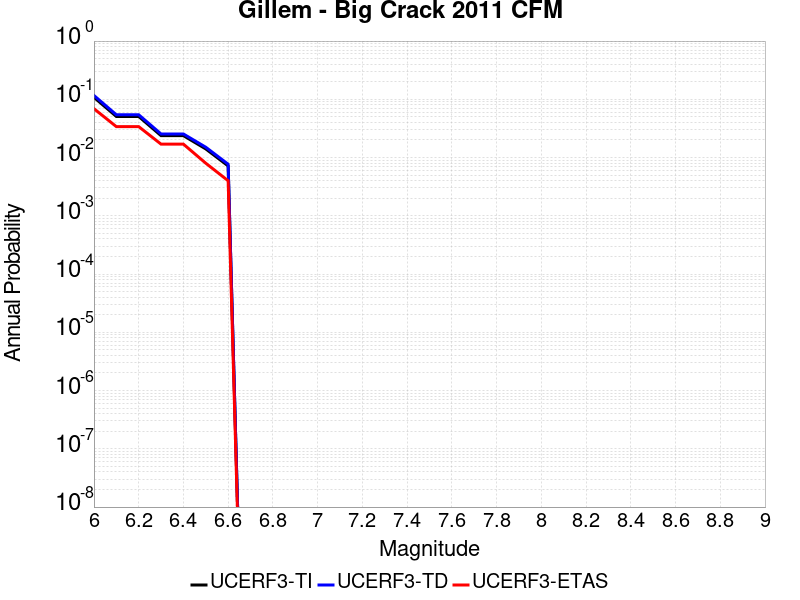 Gillem - Big Crack 2011 CFM
10^0
10^-1
10^-2
10^-3
10^-4
10^-5
10^-6
10^-7
10^-8
Annual Probability
6 6.2 6.4 6.6 6.8 7 7.2 7.4 7.6 7.8 8 8.2 8.4 8.6 8.8 9
Magnitude
UCERF3-TI UCERF3-TD UCERF3-ETAS